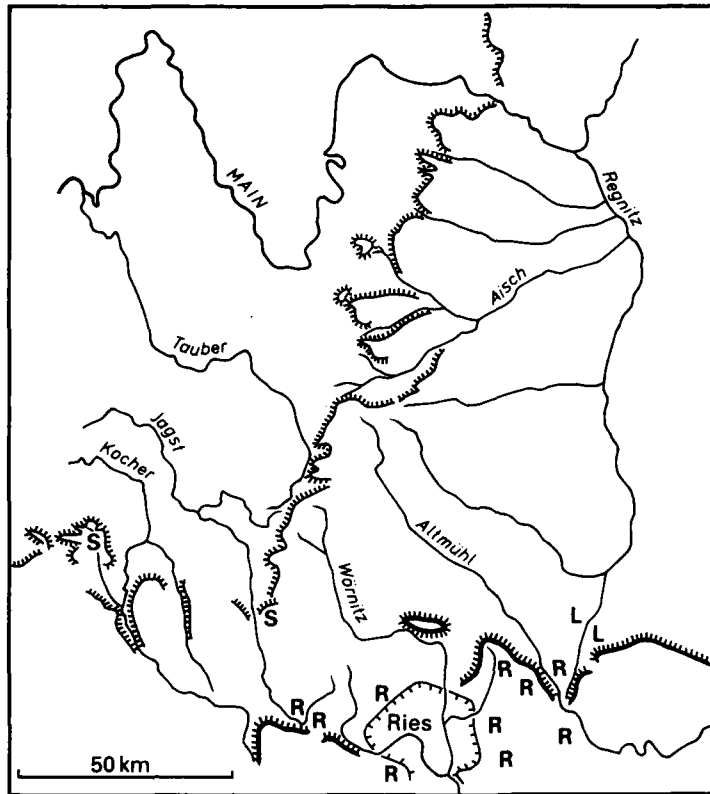 MAIN
Regnitz
Aisch
Tauber
Jagst
Kocher
Altmühl
S
Wörnitz
S
L
L
R
R
R
R
R
R
Ries
R
R
R
R
50 km